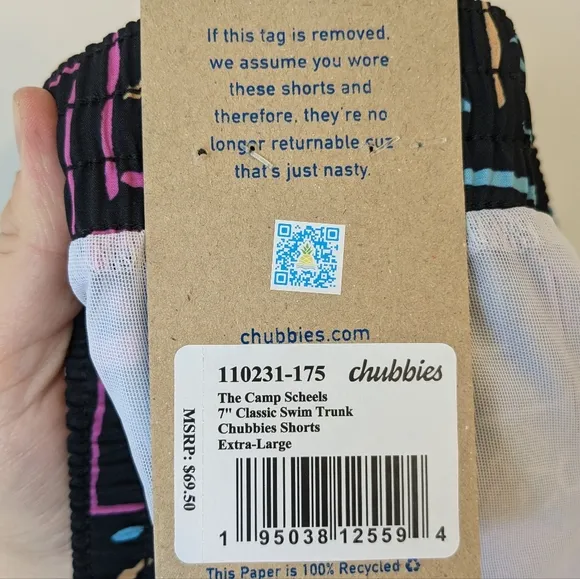 If this tag is removed,
we assume you wore
these shorts and
therefore, they're no
longer returnable cuz
that's just nasty.
chubbies.com
110231-175 chubbies
The Camp Scheels
7" Classic Swim Trunk
Chubbies Shorts
Extra-Large
MSRP: $69.50
1 95038 12559 4
This Paper is 100% Recycled